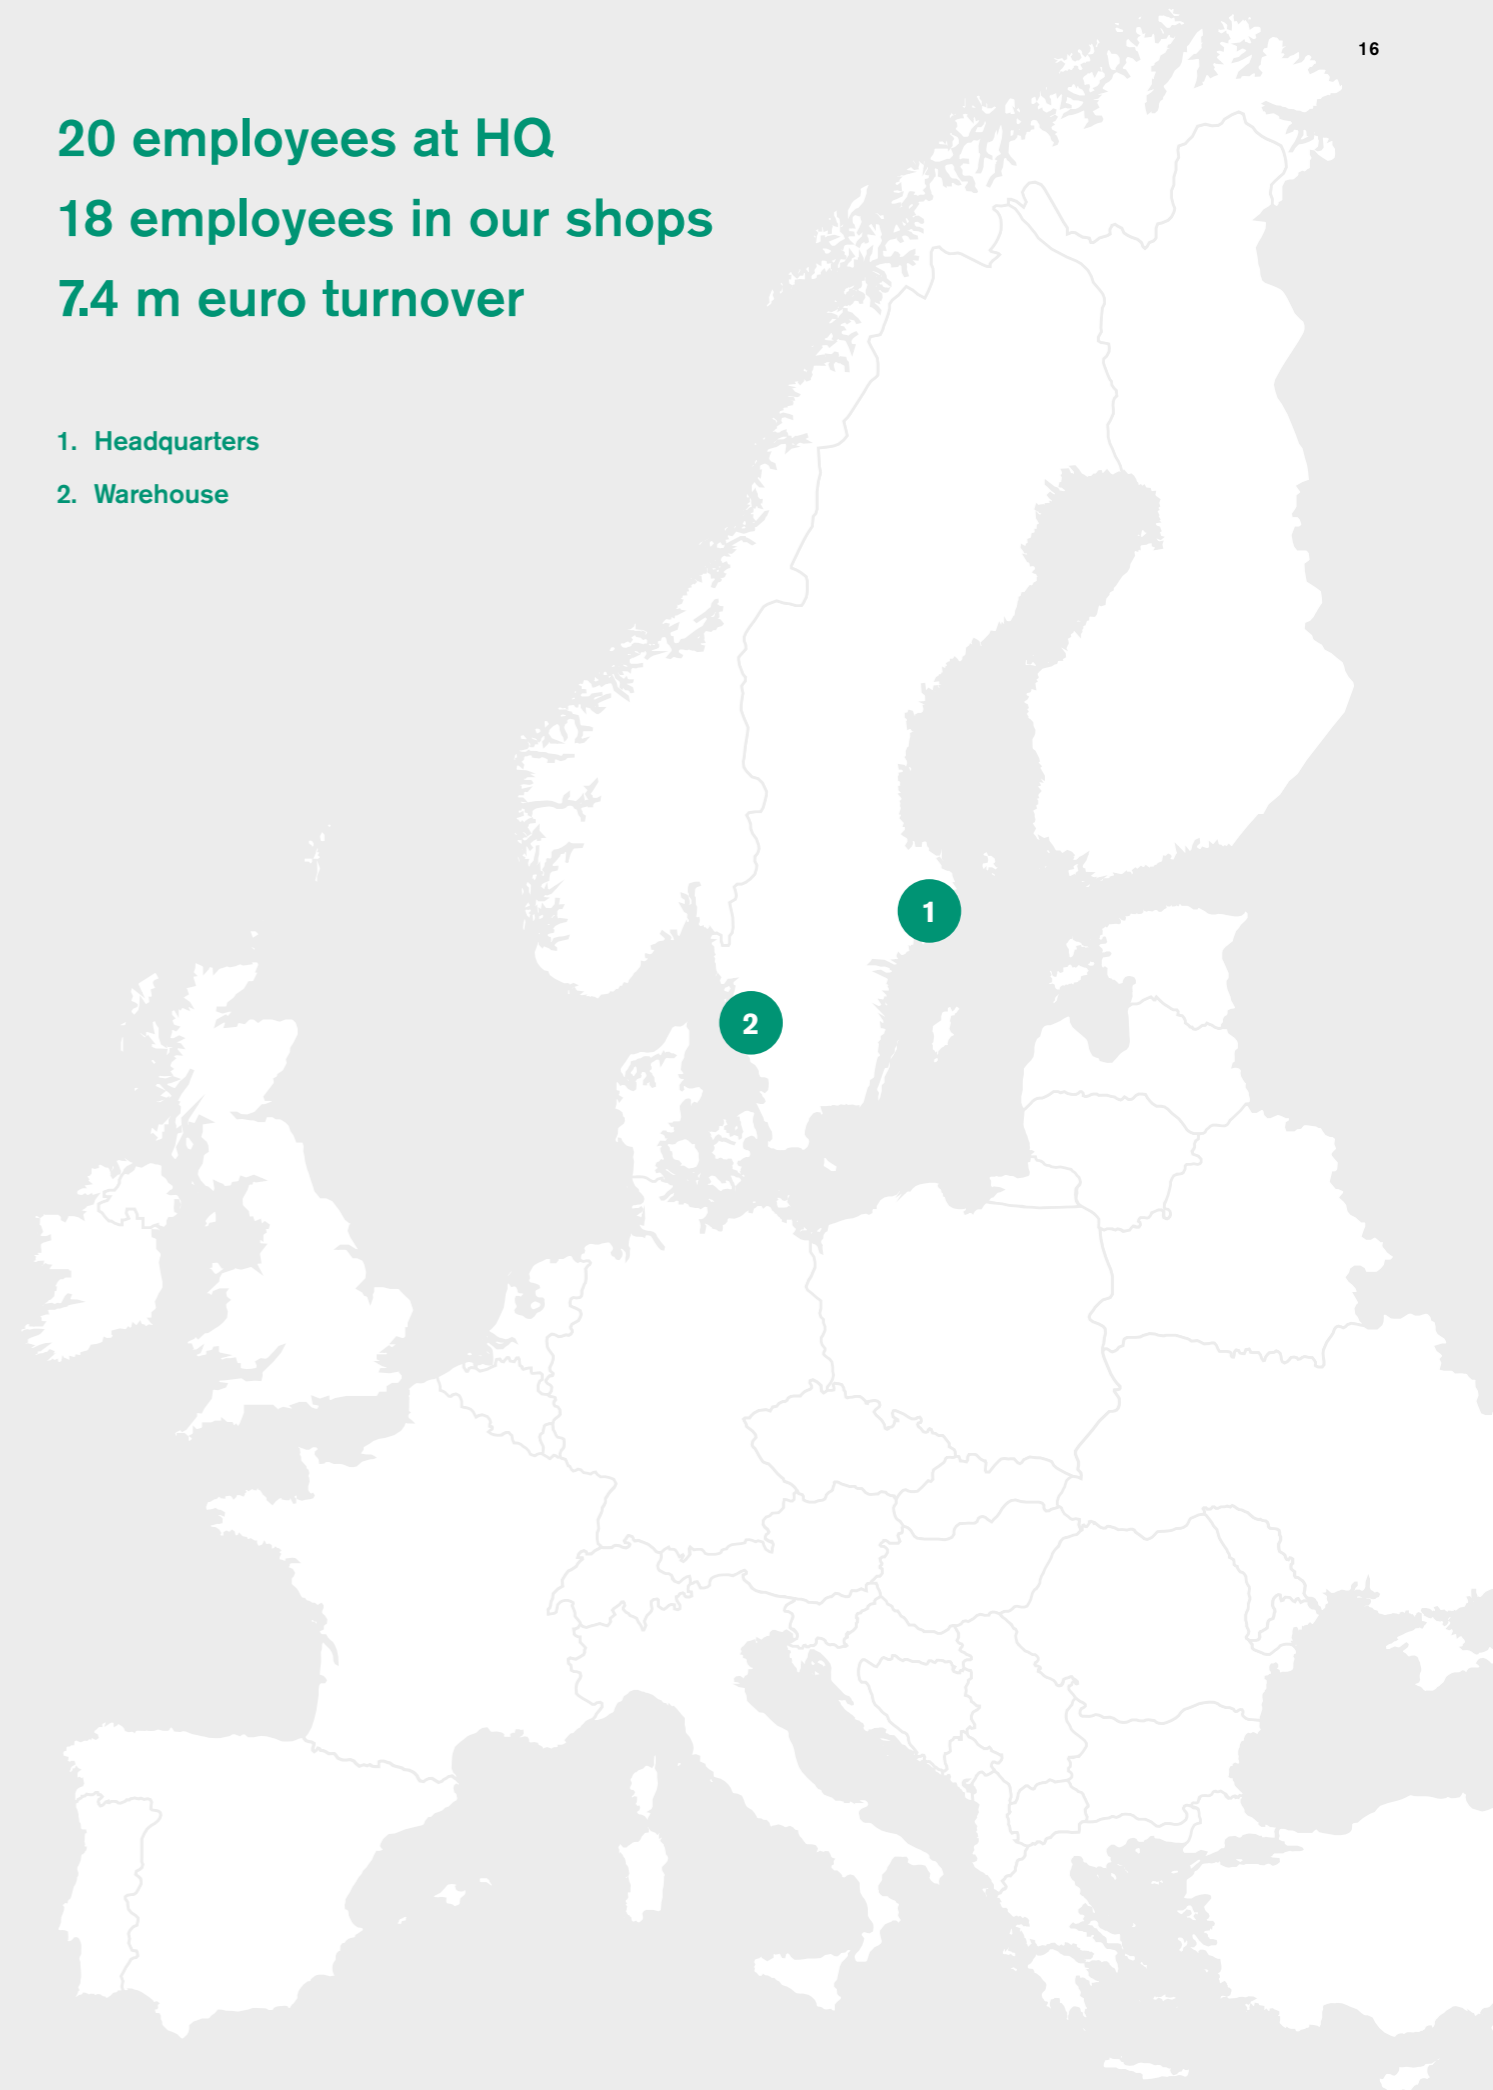 16
20 employees at HQ
18 employees in our shops
7.4 m euro turnover
1. Headquarters
2. Warehouse
1
2